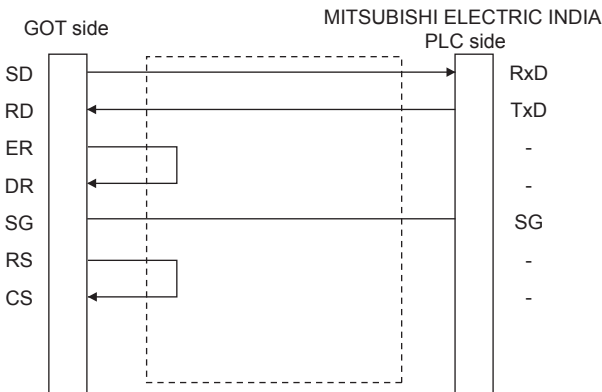 GOT side
MITSUBISHI ELECTRIC INDIA
PLC side
SD RxD
RD TxD
ER -
DR -
SG SG
RS -
CS -